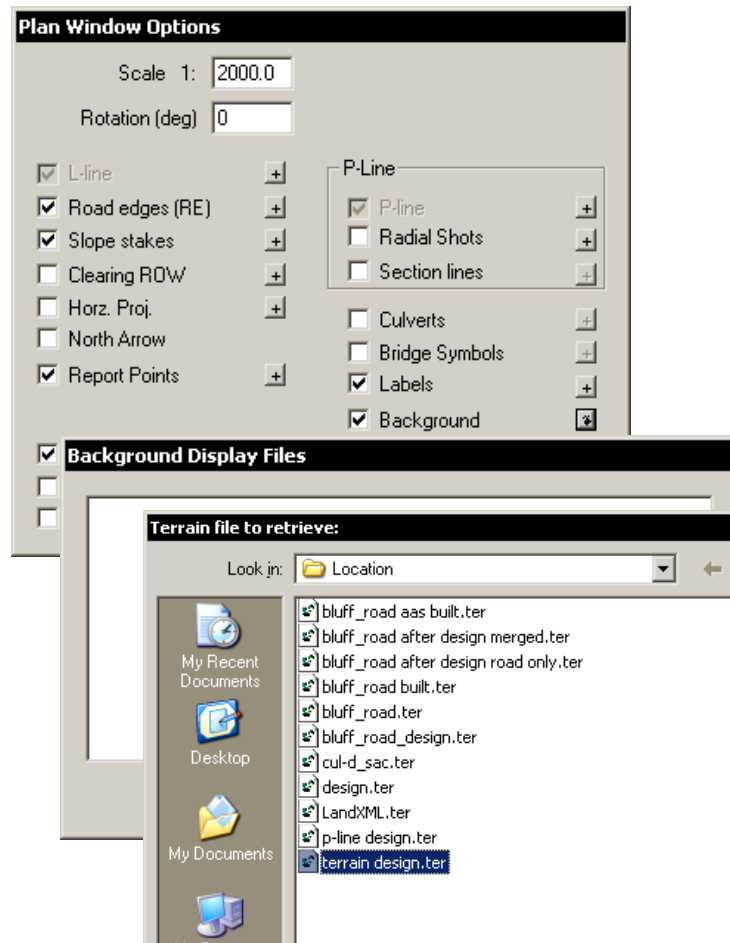 Plan Window Options
Scale 1: 2000.0
Rotation (deg) 0
L-line
Road edges (RE)
Slope stakes
Clearing ROW
Horz. Proj.
North Arrow
Report Points
P-Line
P-line
Radial Shots
Section lines
Culverts
Bridge Symbols
Labels
Background
Background Display Files
Terrain file to retrieve:
Look in: Location
My Recent
Documents
Desktop
My Documents
bluff_road aas built.ter
bluff_road after design merged.ter
bluff_road after design road only.ter
bluff_road built.ter
bluff_road.ter
bluff_road_design.ter
cul-d_sac.ter
design.ter
LandXML.ter
p-line design.ter
terrain design.ter